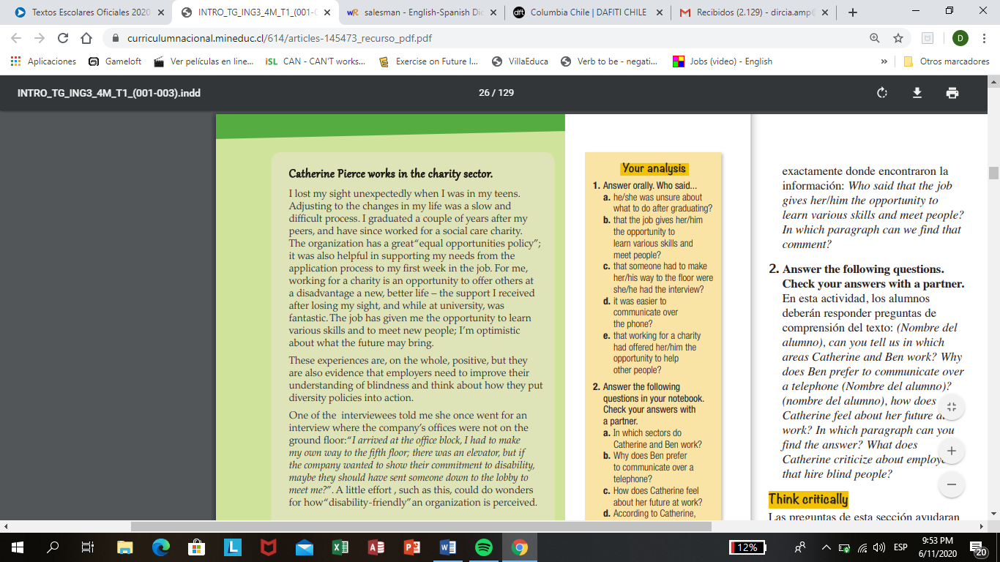 Textos Escolares Oficiales 2020
INTRO_TG_ING3_4M_T1_(001-0
salesman - English-Spanish Dic
Columbia Chile | DAFITI CHILE
Recibidos (2.129) - dircia.amp@
curriculumnacional.mineduc.cl/614/articles-145473_recurso_pdf.pdf
D
Aplicaciones
Gameloft
Ver películas en line...
iSL CAN - CAN'T works...
Exercise on Future I...
VillaEduca
Verb to be - negati...
Jobs (video) - English
»
Otros marcadores
INTRO_TG_ING3_4M_T1_(001-003).indd
26 / 129
Catherine Pierce works in the charity sector.
I lost my sight unexpectedly when I was in my teens.
Adjusting to the changes in my life was a slow and
difficult process. I graduated a couple of years after my
peers, and have since worked for a social care charity.
The organization has a great“equal opportunities policy”;
it was also helpful in supporting my needs from the
application process to my first week in the job. For me,
working for a charity is an opportunity to offer others at
a disadvantage a new, better life – the support I received
after losing my sight, and while at university, was
fantastic. The job has given me the opportunity to learn
various skills and to meet new people; I’m optimistic
about what the future may bring.
These experiences are, on the whole, positive, but they
are also evidence that employers need to improve their
understanding of blindness and think about how they put
diversity policies into action.
One of the interviewees told me she once went for an
interview where the company’s offices were not on the
ground floor:“I arrived at the office block, I had to make
my own way to the fifth floor; there was an elevator, but if
the company wanted to show their commitment to disability,
maybe they should have sent someone down to the lobby to
meet me?”. A little effort , such as this, could do wonders
for how“disability-friendly”an organization is perceived.
Your analysis
1. Answer orally. Who said...
a. he/she was unsure about
what to do after graduating?
b. that the job gives her/him
the opportunity to
learn various skills and
meet people?
c. that someone had to make
her/his way to the floor were
she/he had the interview?
d. it was easier to
communicate over
the phone?
e. that working for a charity
had offered her/him the
opportunity to help
other people?
2. Answer the following
questions in your notebook.
Check your answers with
a partner.
a. In which sectors do
Catherine and Ben work?
b. Why does Ben prefer
to communicate over a
telephone?
c. How does Catherine feel
about her future at work?
d. According to Catherine,
exactamente donde encontraron la
información: Who said that the job
gives her/him the opportunity to
learn various skills and meet people?
In which paragraph can we find that
comment?
2. Answer the following questions.
Check your answers with a partner.
En esta actividad, los alumnos
deberán responder preguntas de
comprensión del texto: (Nombre del
alumno), can you tell us in which
areas Catherine and Ben work? Why
does Ben prefer to communicate over
a telephone (Nombre del alumno)?
(nombre del alumno), how does
Catherine feel about her future
work? In which paragraph can you
find the answer? What does
Catherine criticize about
that hire blind people?
Think critically
Las preguntas de esta sección ayudaran
12%
ESP
9:53 PM
6/11/2020
20